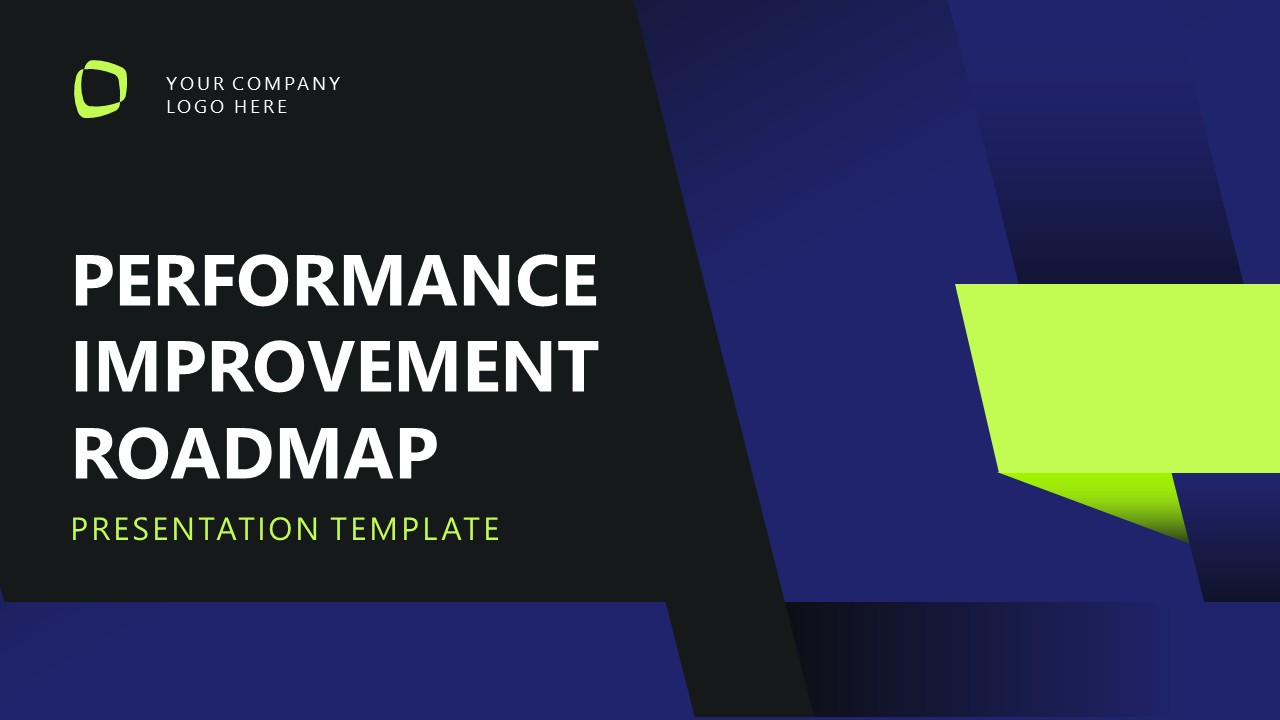 YOUR COMPANY
LOGO HERE
PERFORMANCE
IMPROVEMENT
ROADMAP
PRESENTATION TEMPLATE